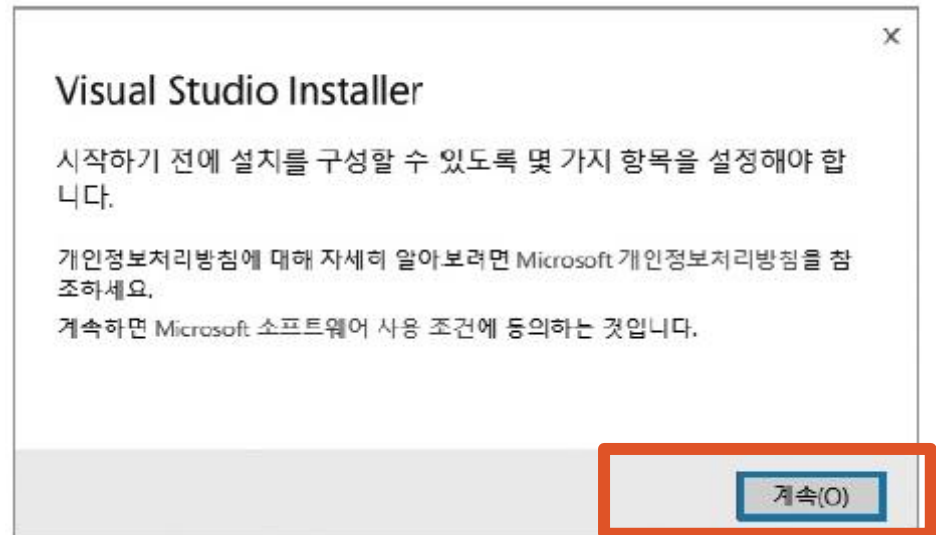 Visual Studio Installer
시작하기 전에 설치를 구성할 수 있도록 몇 가지 항목을 설정해야 합
니다.
개인정보처리방침에 대해 자세히 알아보려면 Microsoft 개인정보처리방침을 참
조하세요.
계속하면 Microsoft 소프트웨어 사용 조건에 동의하는 것입니다.
계속(O)